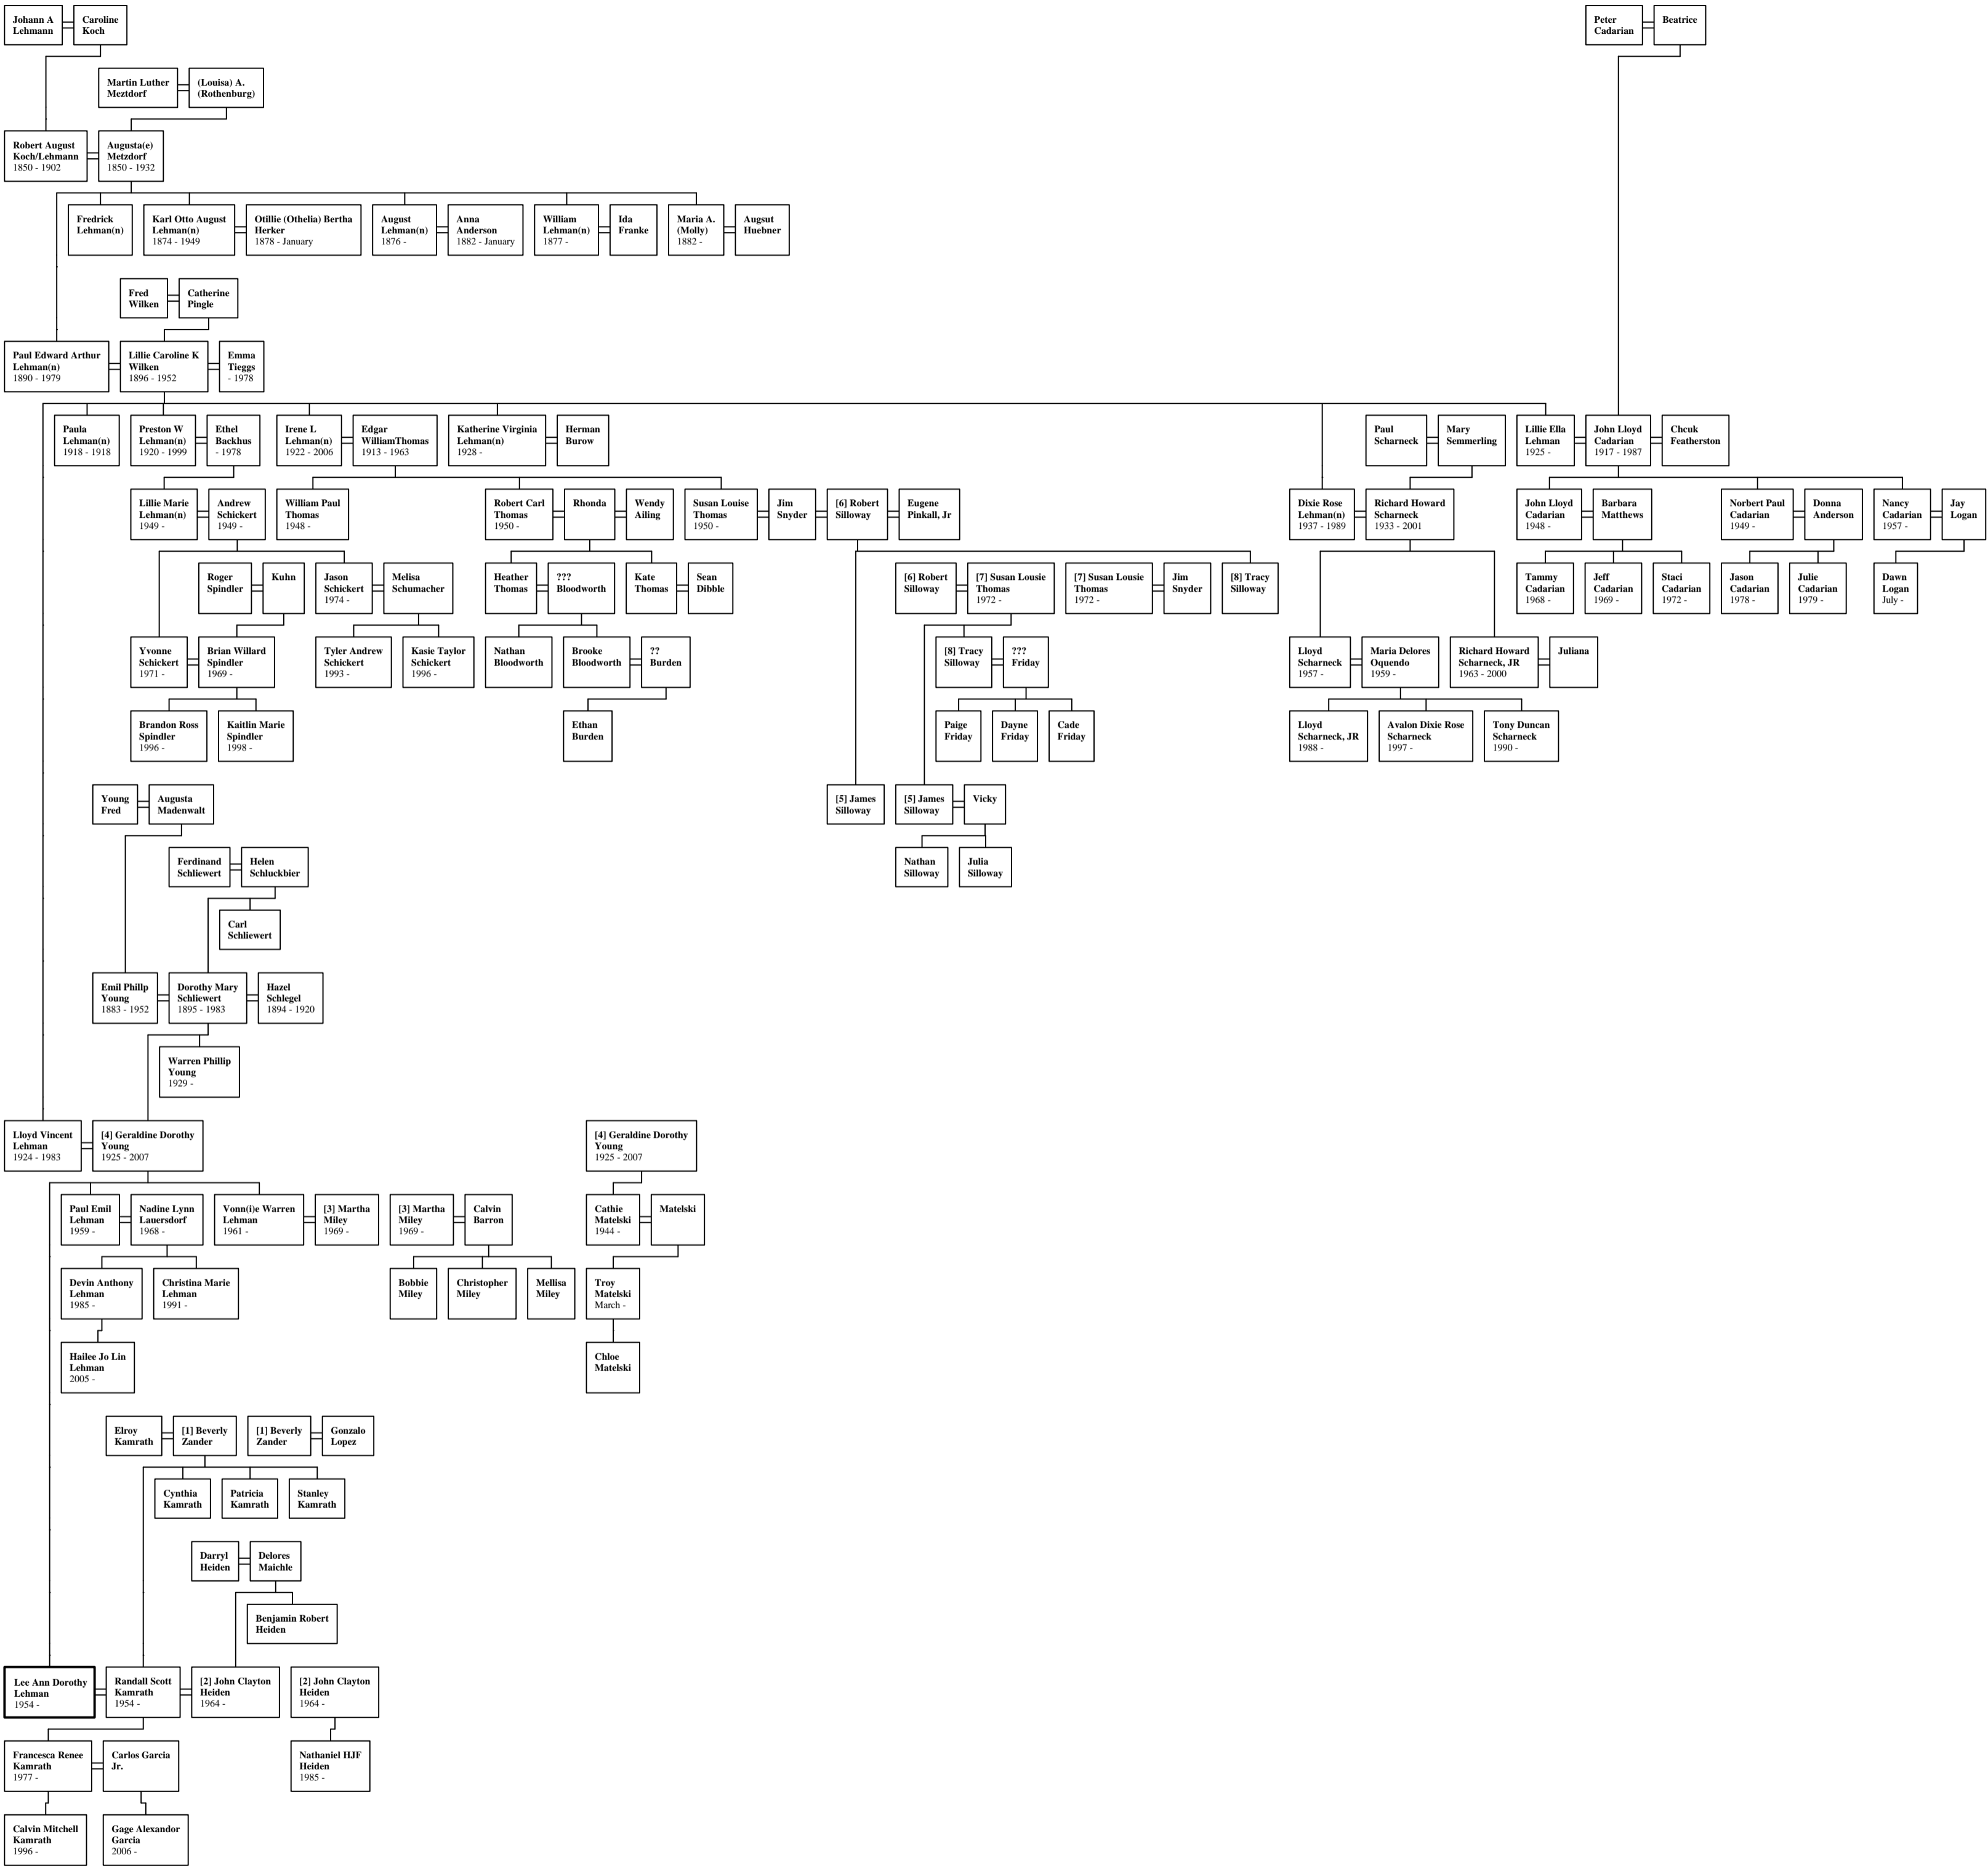 Johann A
Lehmann
Caroline
Koch
Peter
Cadarian
Beatrice
Martin Luther
Meztdorf
(Louisa) A.
(Rothenburg)
Robert August
Koch/Lehmann
1850 - 1902
Augusta(e)
Metzdorf
1850 - 1932
Fredrick
Lehman(n)
Karl Otto August
Lehman(n)
1874 - 1949
Otillie (Othelia) Bertha
Herker
1878 - January
August
Lehman(n)
1876 -
Anna
Anderson
1882 - January
William
Lehman(n)
1877 -
Ida
Franke
Maria A.
(Molly)
1882 -
Augsut
Huebner
Fred
Wilken
Catherine
Pingle
Paul Edward Arthur
Lehman(n)
1890 - 1979
Lillie Caroline K
Wilken
1896 - 1952
Emma
Tieggs
- 1978
Paula
Lehman(n)
1918 - 1918
Preston W
Lehman(n)
1920 - 1999
Ethel
Backhus
- 1978
Irene L
Lehman(n)
1922 - 2006
Edgar
WilliamThomas
1913 - 1963
Katherine Virginia
Lehman(n)
1928 -
Herman
Burow
Paul
Scharneck
Mary
Semmerling
Lillie Ella
Lehman
1925 -
John Lloyd
Cadarian
1917 - 1987
Chcuk
Featherston
Lillie Marie
Lehman(n)
1949 -
Andrew
Schickert
1949 -
William Paul
Thomas
1948 -
Robert Carl
Thomas
1950 -
Rhonda
Wendy
Ailing
Susan Louise
Thomas
1950 -
Jim
Snyder
[6] Robert
Silloway
Eugene
Pinkall, Jr
Dixie Rose
Lehman(n)
1937 - 1989
Richard Howard
Scharneck
1933 - 2001
John Lloyd
Cadarian
1948 -
Barbara
Matthews
Norbert Paul
Cadarian
1949 -
Donna
Anderson
Nancy
Cadarian
1957 -
Jay
Logan
Roger
Spindler
Kuhn
Jason
Schickert
1974 -
Melisa
Schumacher
Heather
Thomas
???
Bloodworth
Kate
Thomas
Sean
Dibble
[6] Robert
Silloway
[7] Susan Lousie
Thomas
1972 -
[7] Susan Lousie
Thomas
1972 -
Jim
Snyder
[8] Tracy
Silloway
Tammy
Cadarian
1968 -
Jeff
Cadarian
1969 -
Staci
Cadarian
1972 -
Jason
Cadarian
1978 -
Julie
Cadarian
1979 -
Dawn
Logan
July -
Yvonne
Schickert
1971 -
Brian Willard
Spindler
1969 -
Tyler Andrew
Schickert
1993 -
Kasie Taylor
Schickert
1996 -
Nathan
Bloodworth
Brooke
Bloodworth
??
Burden
[8] Tracy
Silloway
???
Friday
Lloyd
Scharneck
1957 -
Maria Delores
Oquendo
1959 -
Richard Howard
Scharneck, JR
1963 - 2000
Juliana
Brandon Ross
Spindler
1996 -
Kaitlin Marie
Spindler
1998 -
Ethan
Burden
Paige
Friday
Dayne
Friday
Cade
Friday
Lloyd
Scharneck, JR
1988 -
Avalon Dixie Rose
Scharneck
1997 -
Tony Duncan
Scharneck
1990 -
Young
Fred
Augusta
Madenwalt
[5] James
Silloway
[5] James
Silloway
Vicky
Ferdinand
Schliewert
Helen
Schluckbier
Nathan
Silloway
Julia
Silloway
Carl
Schliewert
Emil Phillp
Young
1883 - 1952
Dorothy Mary
Schliewert
1895 - 1983
Hazel
Schlegel
1894 - 1920
Warren Phillip
Young
1929 -
Lloyd Vincent
Lehman
1924 - 1983
[4] Geraldine Dorothy
Young
1925 - 2007
[4] Geraldine Dorothy
Young
1925 - 2007
Paul Emil
Lehman
1959 -
Nadine Lynn
Lauersdorf
1968 -
Vonn(i)e Warren
Lehman
1961 -
[3] Martha
Miley
1969 -
[3] Martha
Miley
1969 -
Calvin
Barron
Cathie
Matelski
1944 -
Matelski
Devin Anthony
Lehman
1985 -
Christina Marie
Lehman
1991 -
Bobbie
Miley
Christopher
Miley
Mellisa
Miley
Troy
Matelski
March -
Hailee Jo Lin
Lehman
2005 -
Chloe
Matelski
Elroy
Kamrath
[1] Beverly
Zander
[1] Beverly
Zander
Gonzalo
Lopez
Cynthia
Kamrath
Patricia
Kamrath
Stanley
Kamrath
Darryl
Heiden
Delores
Maichle
Benjamin Robert
Heiden
Lee Ann Dorothy
Lehman
1954 -
Randall Scott
Kamrath
1954 -
[2] John Clayton
Heiden
1964 -
[2] John Clayton
Heiden
1964 -
Francesca Renee
Kamrath
1977 -
Carlos Garcia
Jr.
Nathaniel HJF
Heiden
1985 -
Calvin Mitchell
Kamrath
1996 -
Gage Alexandor
Garcia
2006 -